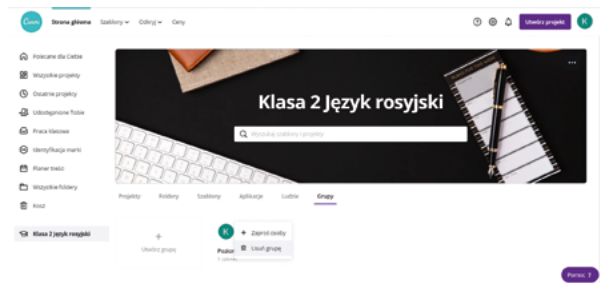 Canva Strona główna Szablony Odkryj Ceny Utwórz projekt K
Polecane dla Ciebie
Wszystkie projekty
Ostatnie projekty
Udostępnione Tobie
Praca klasowa
Identyfikacja marki
Planer treści
Wszystkie foldery
Kosz
Klasa 2 Język rosyjski
Klasa 2 Język rosyjski
Wyszukaj szablony i projekty
Projekty Foldery Szablony Aplikacje Ludzie Grupy
Utwórz grupę
K
Poziom
Zaproś osoby
Usuń grupę
Pomoc ?